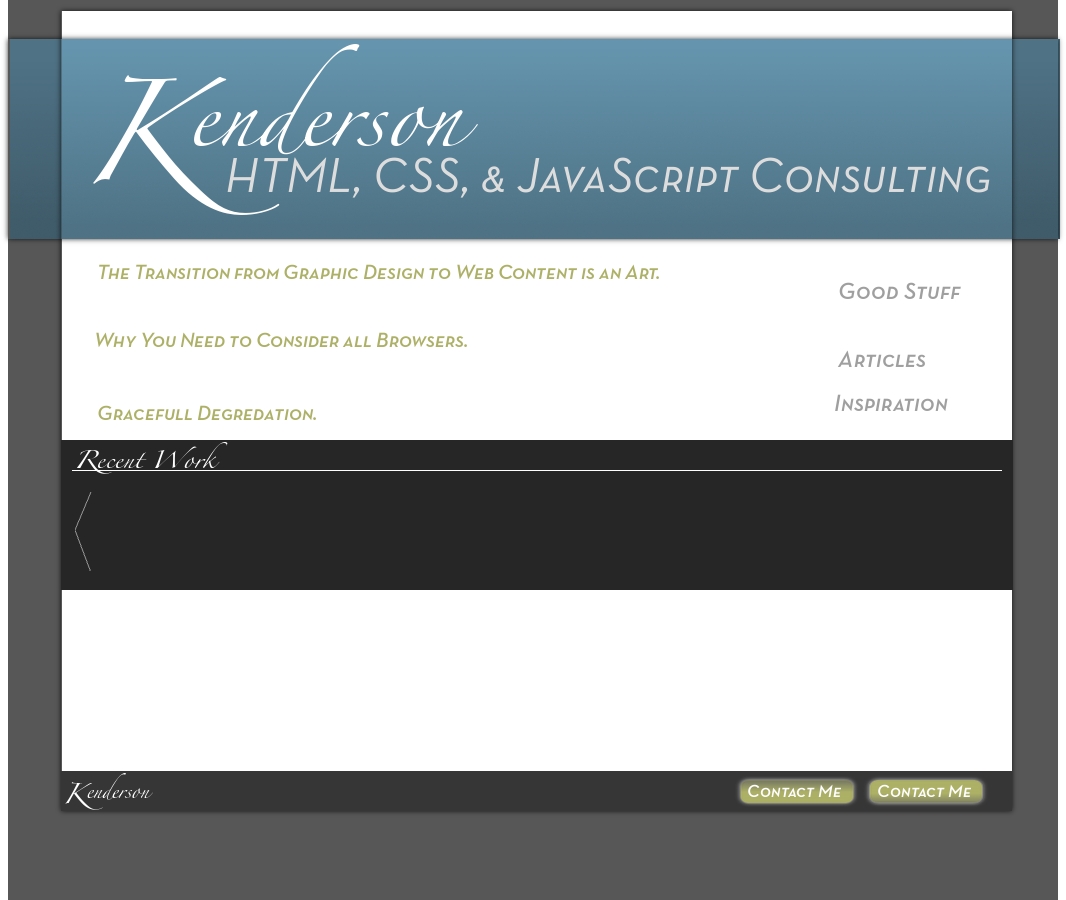 Kenderson
HTML, CSS, & JavaScript Consulting
The Transition from Graphic Design to Web Content is an Art.
Why You Need to Consider all Browsers.
Gracefull Degredation.
Good Stuff
Articles
Inspiration
Recent Work
Kenderson
Contact Me
Contact Me